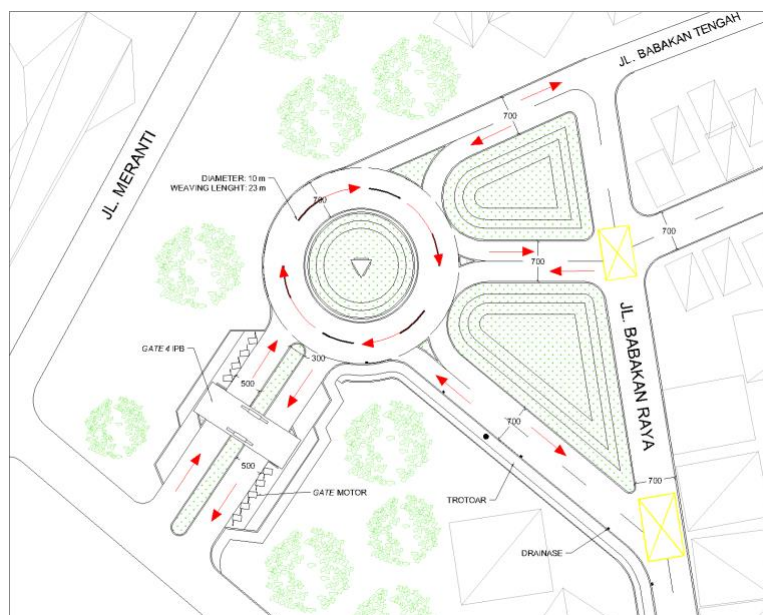 JL. BABAKAN TENGAH
JL. MERANTI
700
DIAMETER: 10 m
WEAVING LENGHT: 23 m
700
700
700
JL. BABAKAN RAYA
GATE 4 IPB
300
500
700
500
700
GATE MOTOR
TROTOAR
DRAINASE